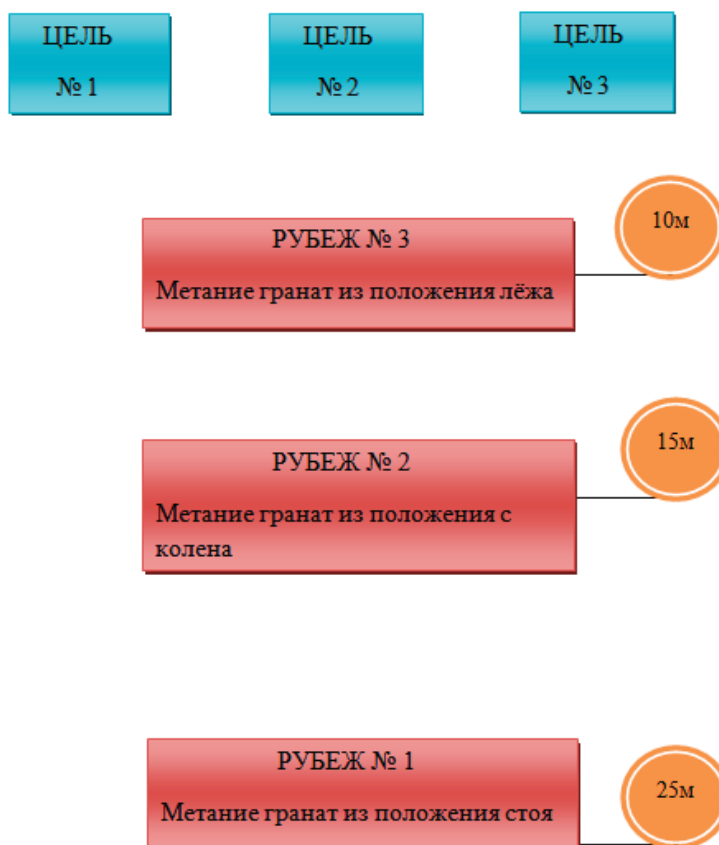 ЦЕЛЬ
№ 1
ЦЕЛЬ
№ 2
ЦЕЛЬ
№ 3
РУБЕЖ № 3
Метание гранат из положения лёжа
10м
РУБЕЖ № 2
Метание гранат из положения с
колена
15м
РУБЕЖ № 1
Метание гранат из положения стоя
25м